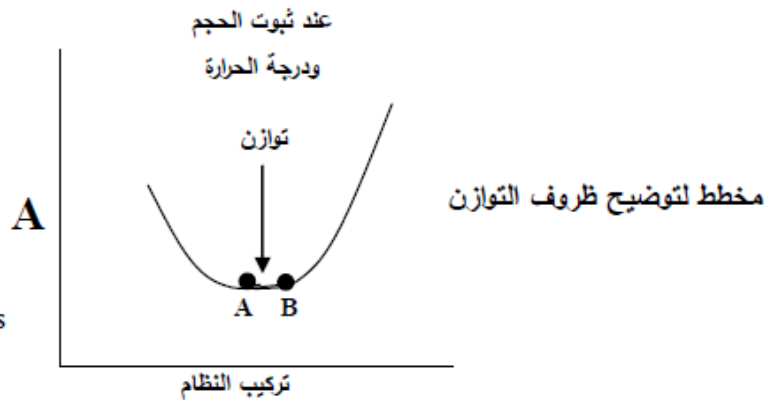 عند ثبوت الحجم
ودرجة الحرارة
توازن
مخطط لتوضيح ظروف التوازن
A
A B
s
تركيب النظام